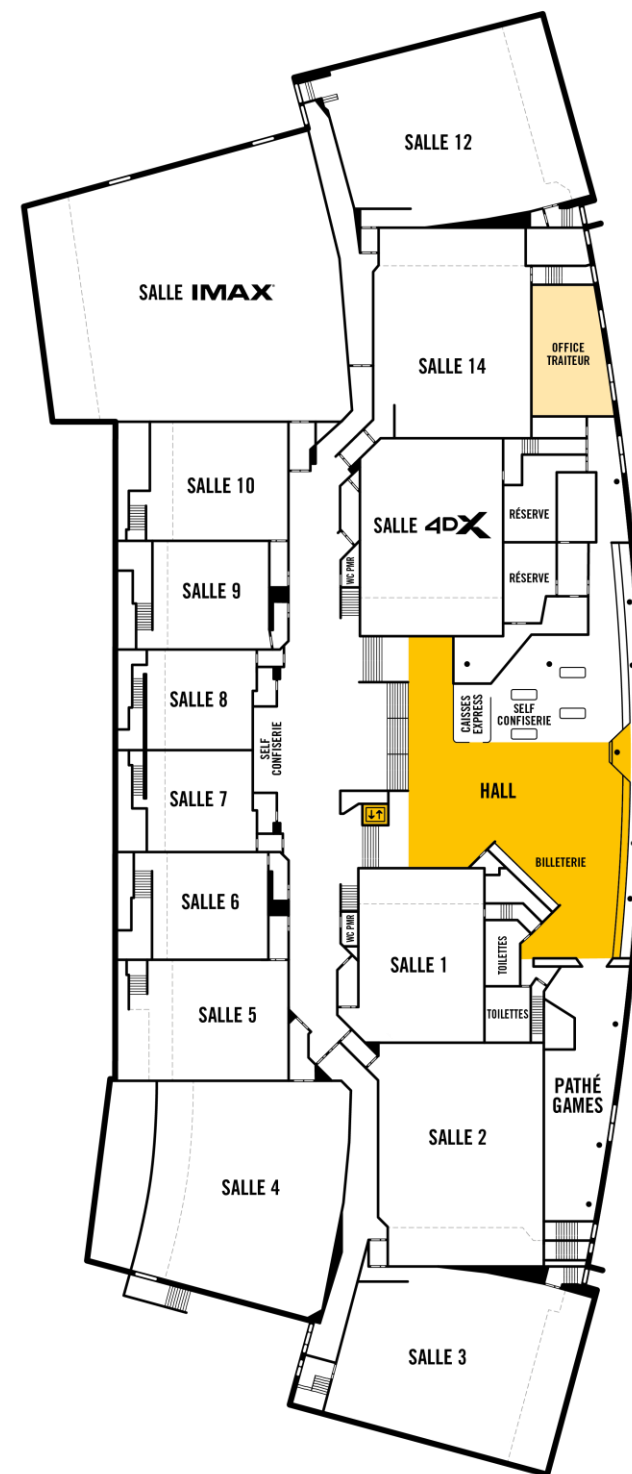 SALLE 12
SALLE IMAX
OFFICE
TRAITEUR
SALLE 14
SALLE 10
SALLE 4DX
RÉSERVE
WC PMR
RÉSERVE
SALLE 9
SALLE 8
SELF
CONFISERIE
CAISSES
EXPRESS
SELF
CONFISERIE
SALLE 7
HALL
BILLETERIE
SALLE 6
WC PMR
SALLE 1
TOILETTES
SALLE 5
TOILETTES
PATHÉ
GAMES
SALLE 2
SALLE 4
SALLE 3